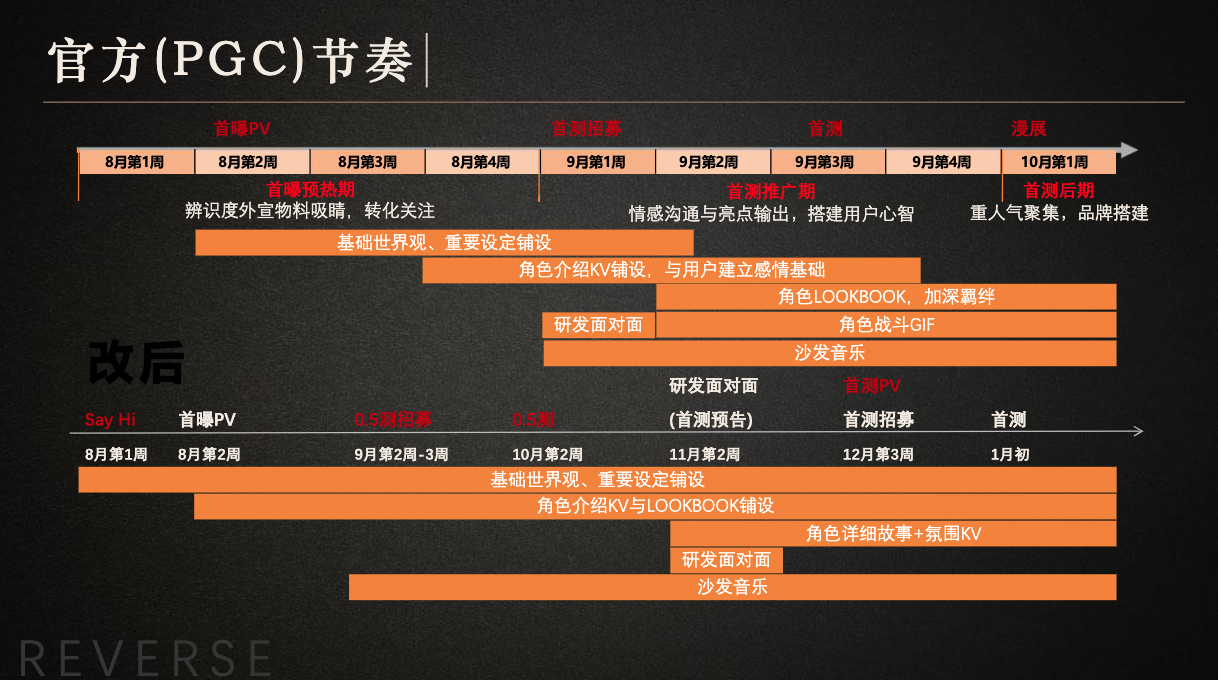 官方(PGC)节奏
首曝PV 首测招募 首测 漫展
8月第1周 8月第2周 8月第3周 8月第4周 9月第1周 9月第2周 9月第3周 9月第4周 10月第1周
首曝预热期 首测推广期 首测后期
辨识度外宣物料吸睛，转化关注 情感沟通与亮点输出，搭建用户心智 重人气聚集，品牌搭建
基础世界观、重要设定铺设
角色介绍KV铺设，与用户建立感情基础
角色LOOKBOOK，加深羁绊
研发面对面 角色战斗GIF
沙发音乐
改后
研发面对面 首测PV
Say Hi 首曝PV 0.5测招募 0.5测 (首测预告) 首测招募 首测
8月第1周 8月第2周 9月第2周-3周 10月第2周 11月第2周 12月第3周 1月初
基础世界观、重要设定铺设
角色介绍KV与LOOKBOOK铺设
角色详细故事+氛围KV
研发面对面
沙发音乐
REVERSE